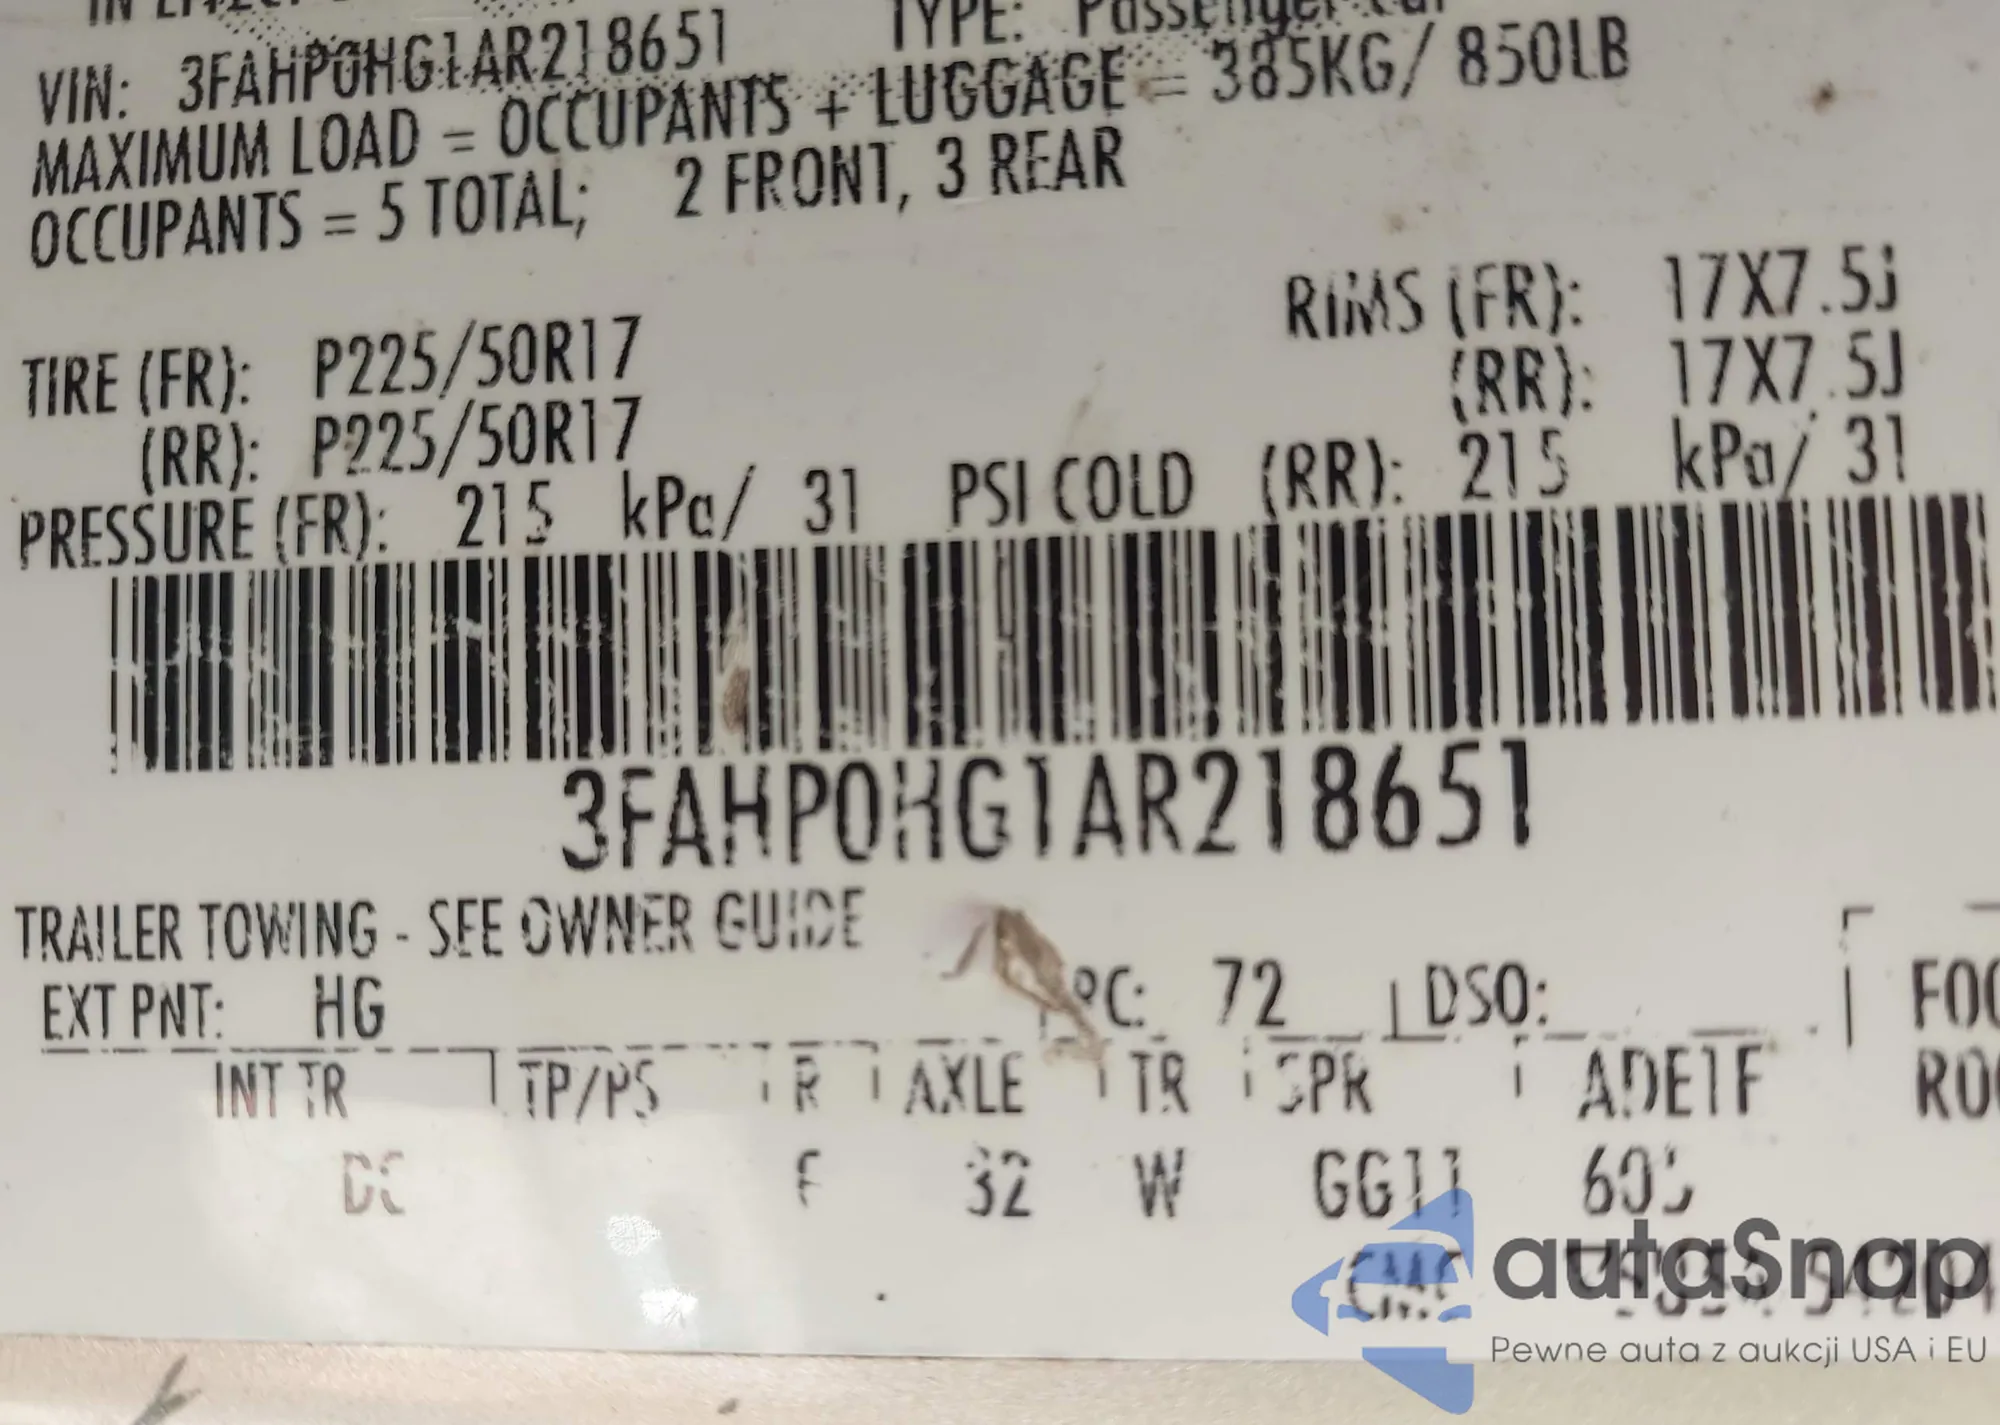 VIN: 3FAHP0HG1AR218651 TYPE: Passenger Car
MAXIMUM LOAD = OCCUPANTS + LUGGAGE = 385KG/ 850LB
OCCUPANTS = 5 TOTAL; 2 FRONT, 3 REAR
TIRE (FR): P225/50R17 RIMS (FR): 17X7.5J
(RR): P225/50R17 (RR): 17X7.5J
PRESSURE (FR): 215 kPa/ 31 PSI COLD (RR): 215 kPa/ 31
3FAHP0HG1AR218651
TRAILER TOWING - SEE OWNER GUIDE
EXT PNT: HG RC: 72 DSO:
INT TR TP/PS R AXLE TR SPR
F 32 W GG11
autaSnap
Pewne auta z aukcji USA i EU